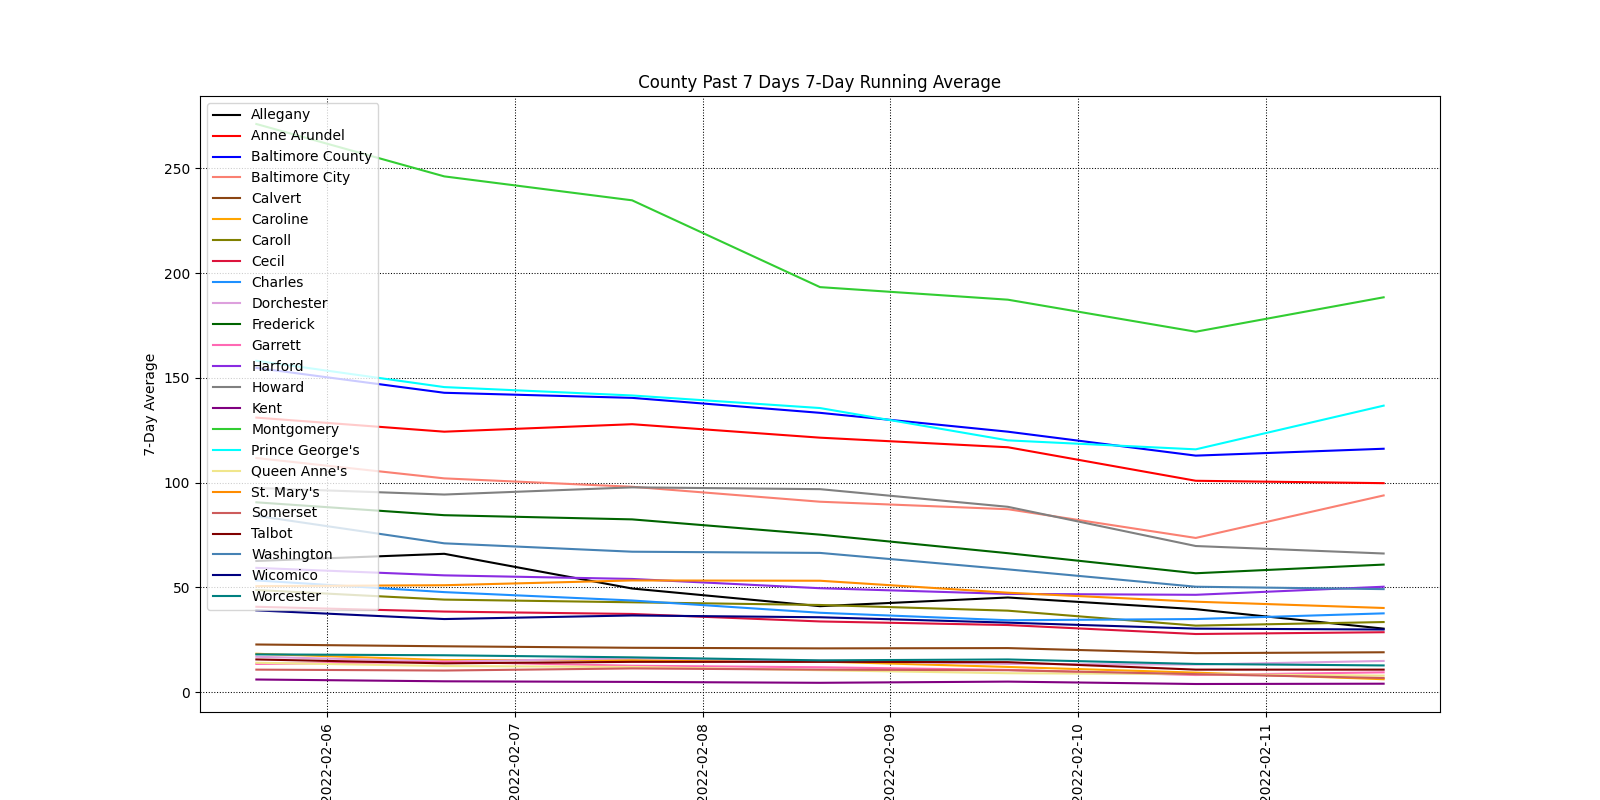 County Past 7 Days 7-Day Running Average
Allegany
Anne Arundel
Baltimore County
Baltimore City
Calvert
Caroline
Caroll
Cecil
Charles
Dorchester
Frederick
Garrett
Harford
Howard
Kent
Montgomery
Prince George's
Queen Anne's
St. Mary's
Somerset
Talbot
Washington
Wicomico
Worcester
7-Day Average
250
200
150
100
50
0
2022-02-06
2022-02-07
2022-02-08
2022-02-09
2022-02-10
2022-02-11